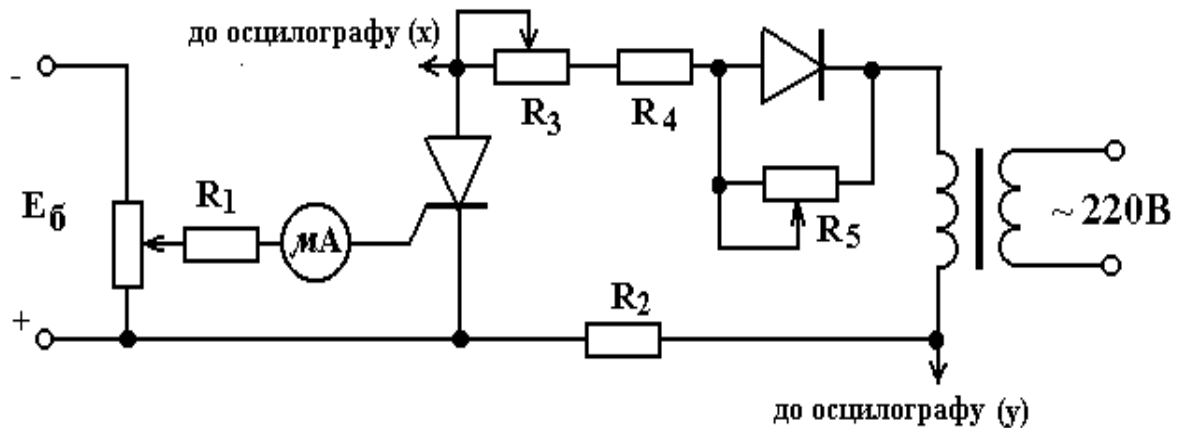 до осцилографу (х)
-
R3
R4
Eб
R1
мА
R5
~ 220В
R2
+
до осцилографу (у)